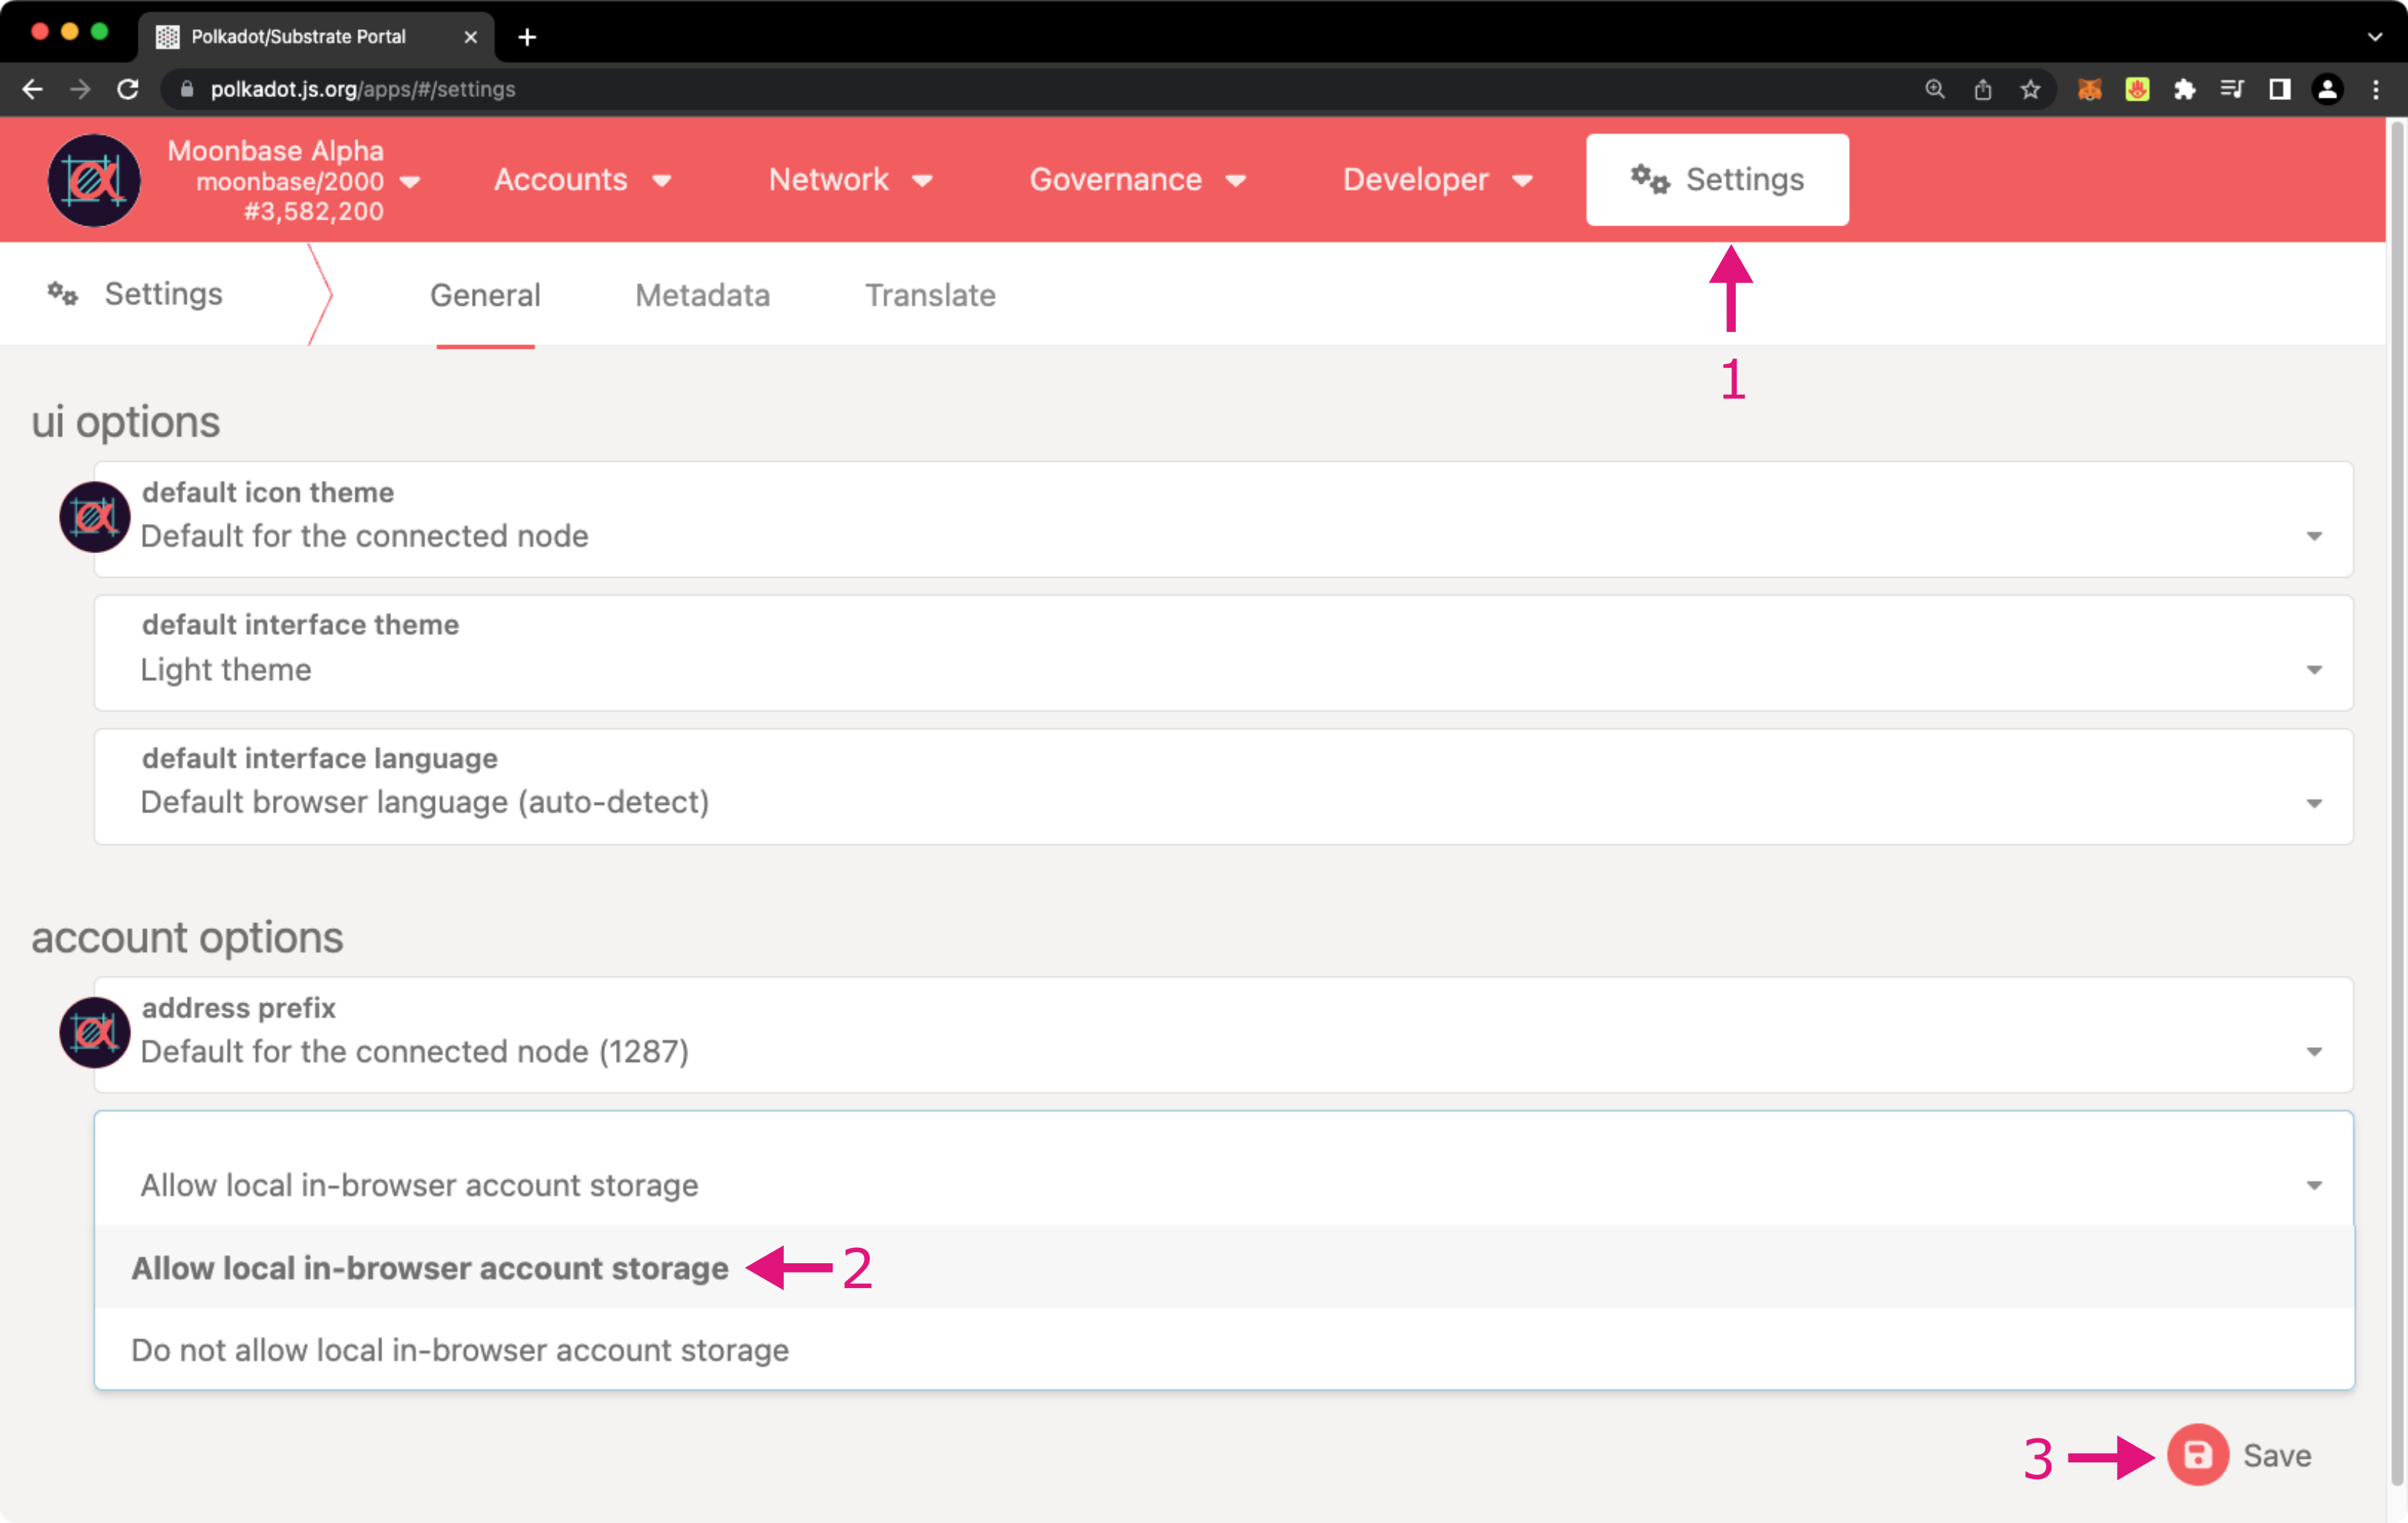 Polkadot/Substrate Portal
polkadot.js.org/apps/#/settings
Moonbase Alpha
moonbase/2000
#3,582,200
Accounts
Network
Governance
Developer
Settings
Settings
General
Metadata
Translate
1
ui options
default icon theme
Default for the connected node
default interface theme
Light theme
default interface language
Default browser language (auto-detect)
account options
address prefix
Default for the connected node (1287)
Allow local in-browser account storage
Allow local in-browser account storage
2
Do not allow local in-browser account storage
3
Save